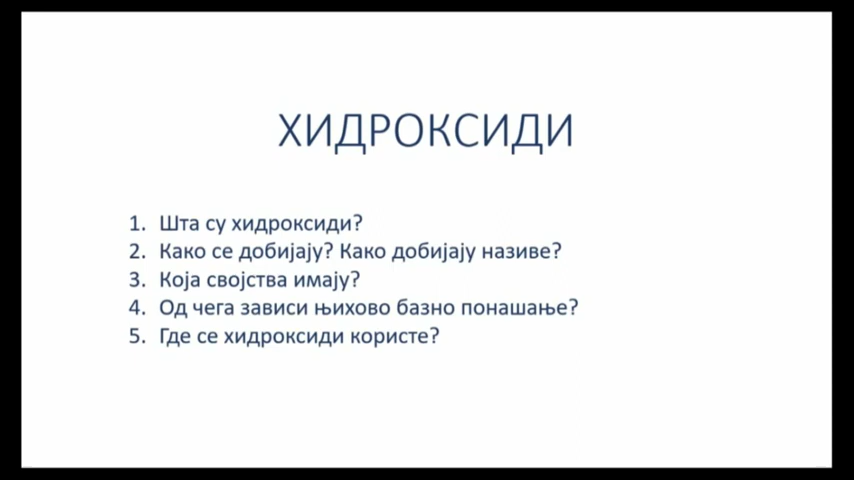 ХИДРОКСИДИ
1. Шта су хидроксиди?
2. Како се добијају? Како добијају називе?
3. Која својства имају?
4. Од чега зависи њихово базно понашање?
5. Где се хидроксиди користе?